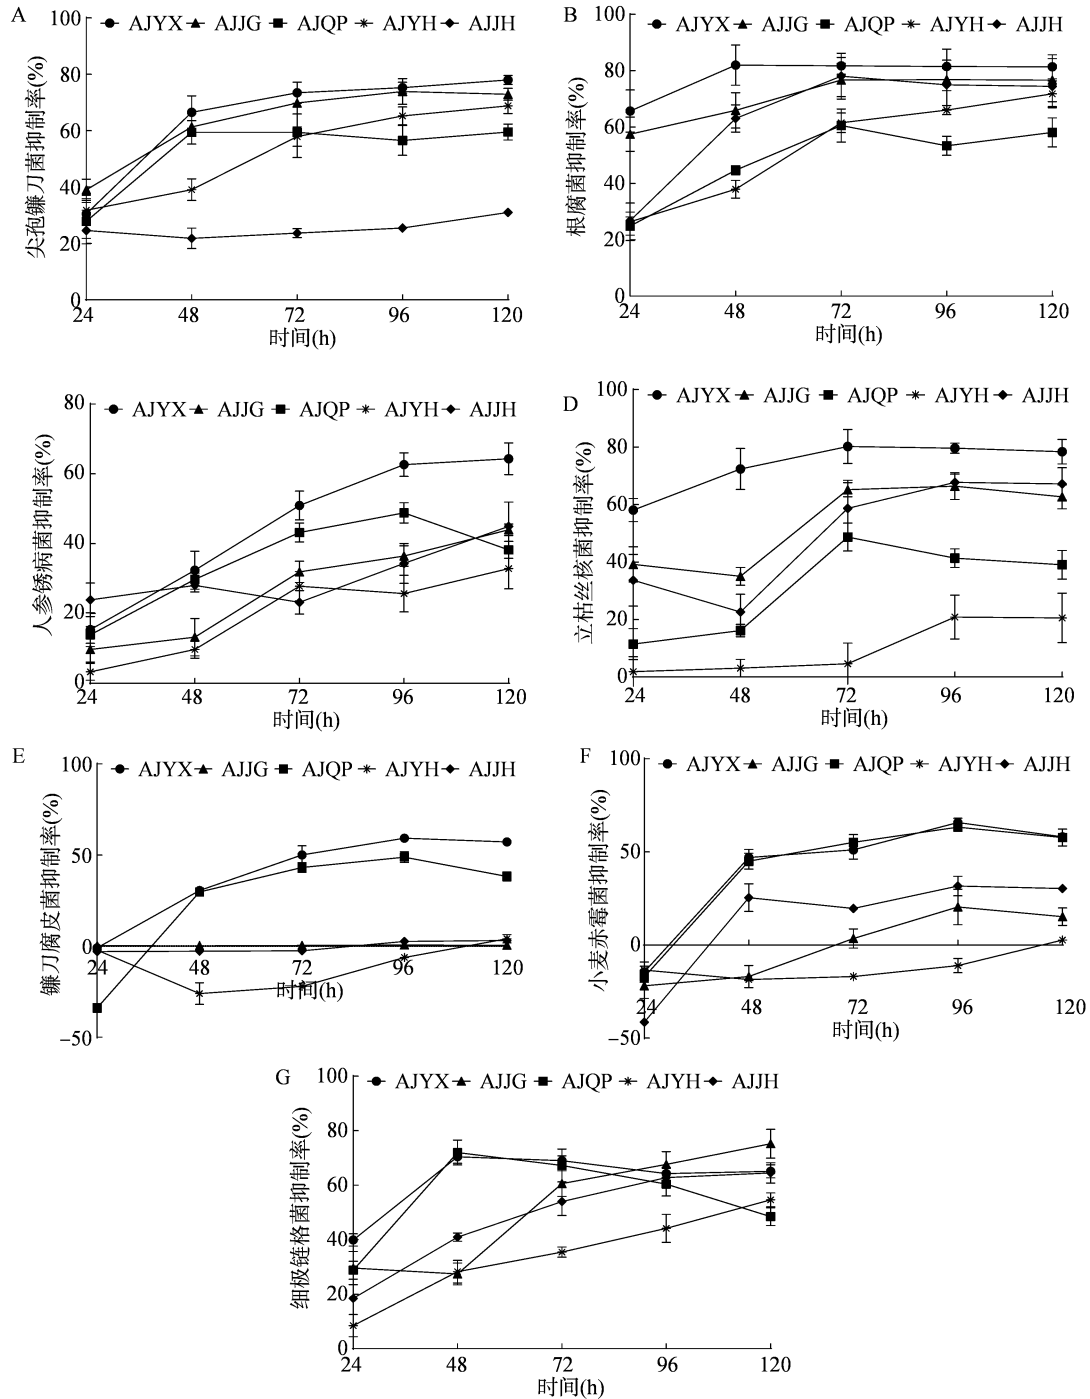 A
AJYX AJJG AJQP AJYH AJJH
尖孢镰刀菌抑制率(%)
100
80
60
40
20
0
24 48 72 96 120
时间(h)
B
AJYX AJJG AJQP AJYH AJJH
根腐菌抑制率(%)
100
80
60
40
20
0
24 48 72 96 120
时间(h)
AJYX AJJG AJQP AJYH AJJH
人参锈病菌抑制率(%)
80
60
40
20
0
24 48 72 96 120
时间(h)
D
AJYX AJJG AJQP AJYH AJJH
立枯丝核菌抑制率(%)
100
80
60
40
20
0
24 48 72 96 120
时间(h)
E
AJYX AJJG AJQP AJYH AJJH
镰刀腐皮菌抑制率(%)
100
50
0
−50
24 48 72 96 120
时间(h)
F
AJYX AJJG AJQP AJYH AJJH
小麦赤霉菌抑制率(%)
100
50
0
−50
24 48 72 96 120
时间(h)
G
AJYX AJJG AJQP AJYH AJJH
细极链格菌抑制率(%)
100
80
60
40
20
0
24 48 72 96 120
时间(h)